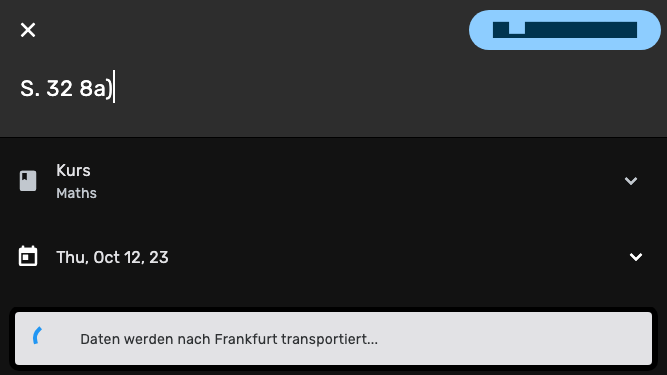 S. 32 8a)
Kurs
Maths
Thu, Oct 12, 23
Daten werden nach Frankfurt transportiert...